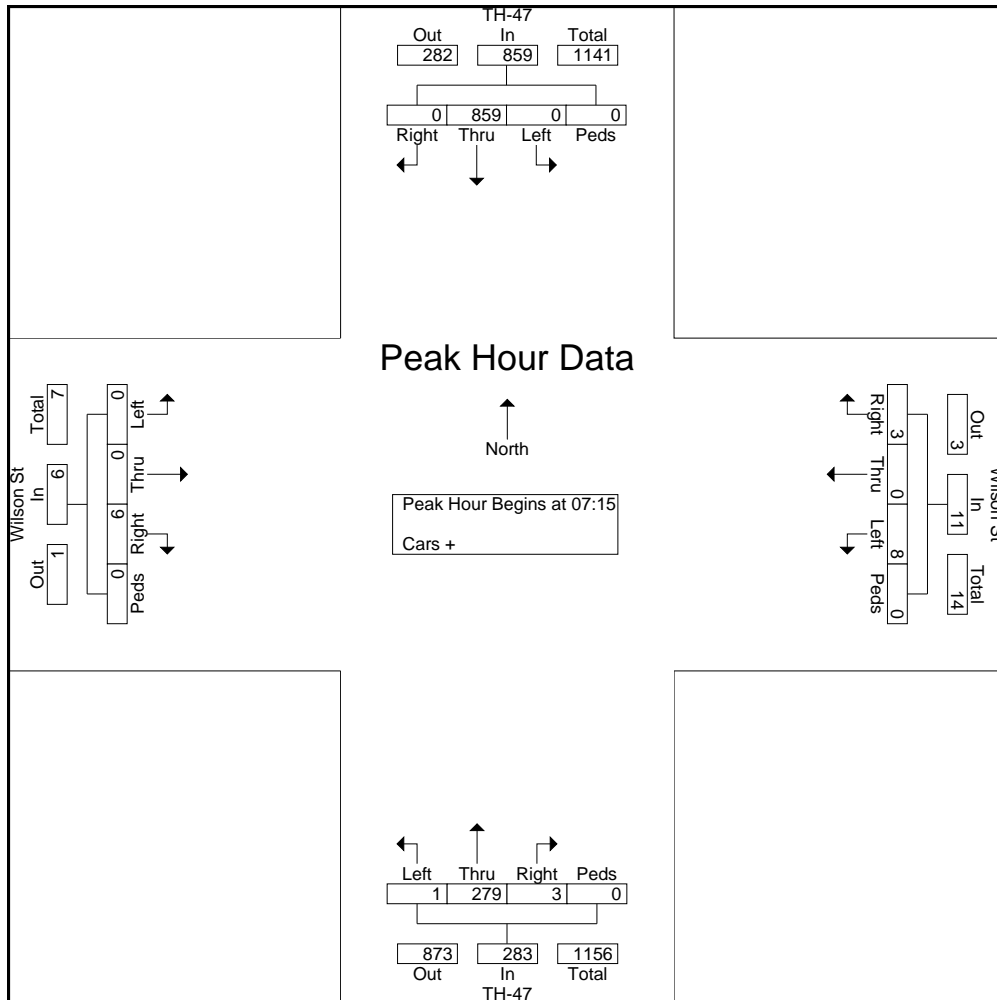 TH-47
Out In Total
282 859 1141
0 859 0 0
Right Thru Left Peds
Peak Hour Data
North
Peak Hour Begins at 07:15
Cars +
Wilson St
Total In Out
7 6 1
0 0 6 0
Left Thru Right Peds
Right Thru Left Peds
3 0 8 0
Out In Total
3 11 14
Wilson St
Left Thru Right Peds
1 279 3 0
873 283 1156
Out In Total
TH-47